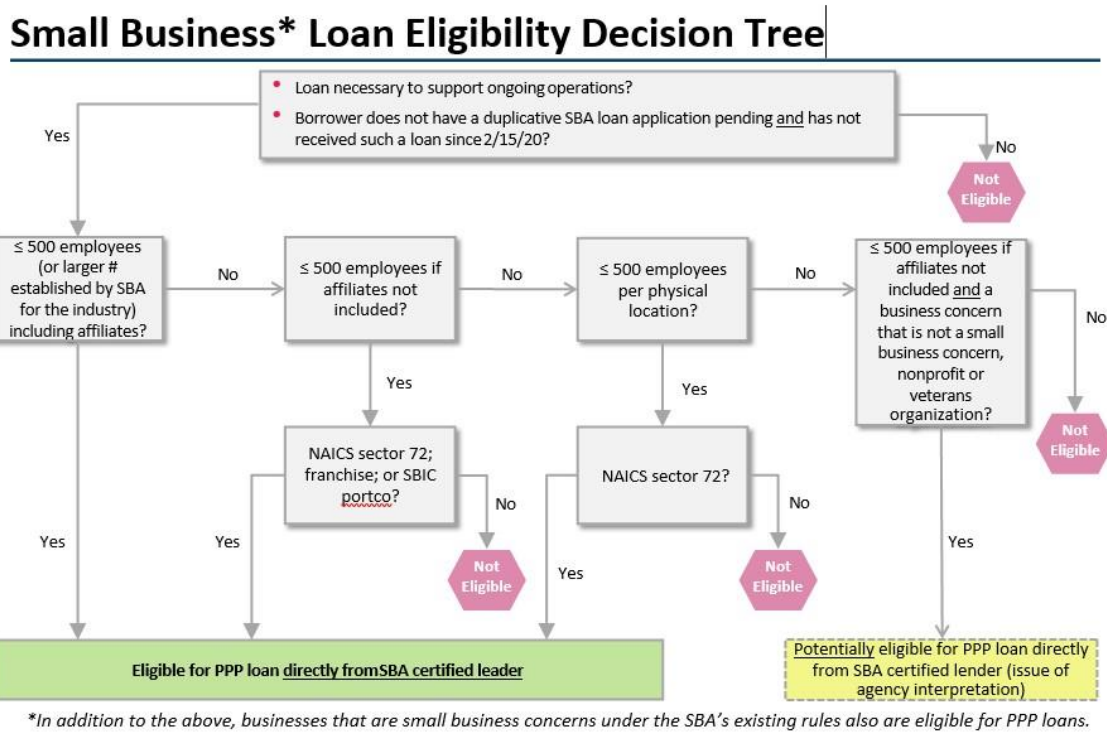 Small Business* Loan Eligibility Decision Tree
• Loan necessary to support ongoing operations?
• Borrower does not have a duplicative SBA loan application pending and has not
received such a loan since 2/15/20?
Yes
No
Not
Eligible
≤ 500 employees
(or larger #
established by SBA
for the industry)
including affiliates?
No
≤ 500 employees if
affiliates not
included?
No
≤ 500 employees
per physical
location?
No
≤ 500 employees if
affiliates not
included and a
business concern
that is not a small
business concern,
nonprofit or
veterans
organization?
No
Not
Eligible
Yes
Yes
NAICS sector 72;
franchise; or SBIC
portco?
No
Not
Eligible
NAICS sector 72?
No
Not
Eligible
Yes
Yes
Yes
Yes
Eligible for PPP loan directly fromSBA certified leader
Potentially eligible for PPP loan directly
from SBA certified lender (issue of
agency interpretation)
*In addition to the above, businesses that are small business concerns under the SBA's existing rules also are eligible for PPP loans.